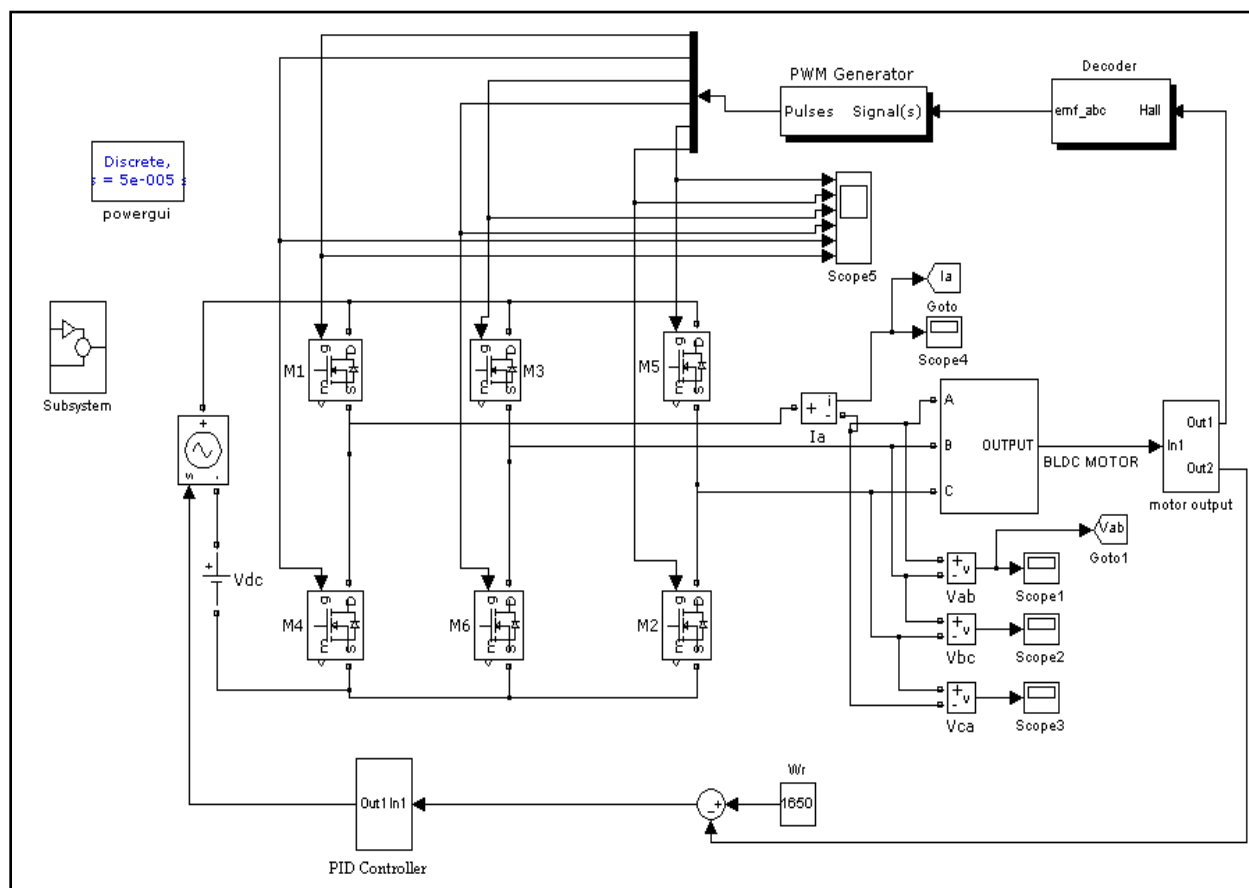 Decoder
PWM Generator
Pulses
Signal(s)
emf_abc
Hall
Discrete,
s = 5e-005 s
powergui
Scope5
Ia
Goto
Scope4
Subsystem
M1
g
D
m
S
M3
g
D
m
S
M5
g
D
m
S
+
i
-
Ia
A
B
C
OUTPUT
BLDC MOTOR
In1
Out1
Out2
motor output
+
s
-
+
Vdc
Vab
Goto1
M4
g
D
m
S
M6
g
D
m
S
M2
g
D
m
S
+
-
v
Vab
Scope1
+
-
v
Vbc
Scope2
+
-
v
Vca
Scope3
Out1
In1
PID Controller
-
+
Wr
1650